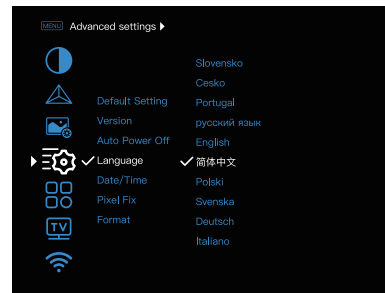 MENU Advanced settings
Slovensko
Cesko
Default Setting
Portugal
Version
русский язык
Auto Power Off
English
Language
简体中文
Date/Time
Polski
Pixel Fix
Svenska
Format
Deutsch
TV
Italiano